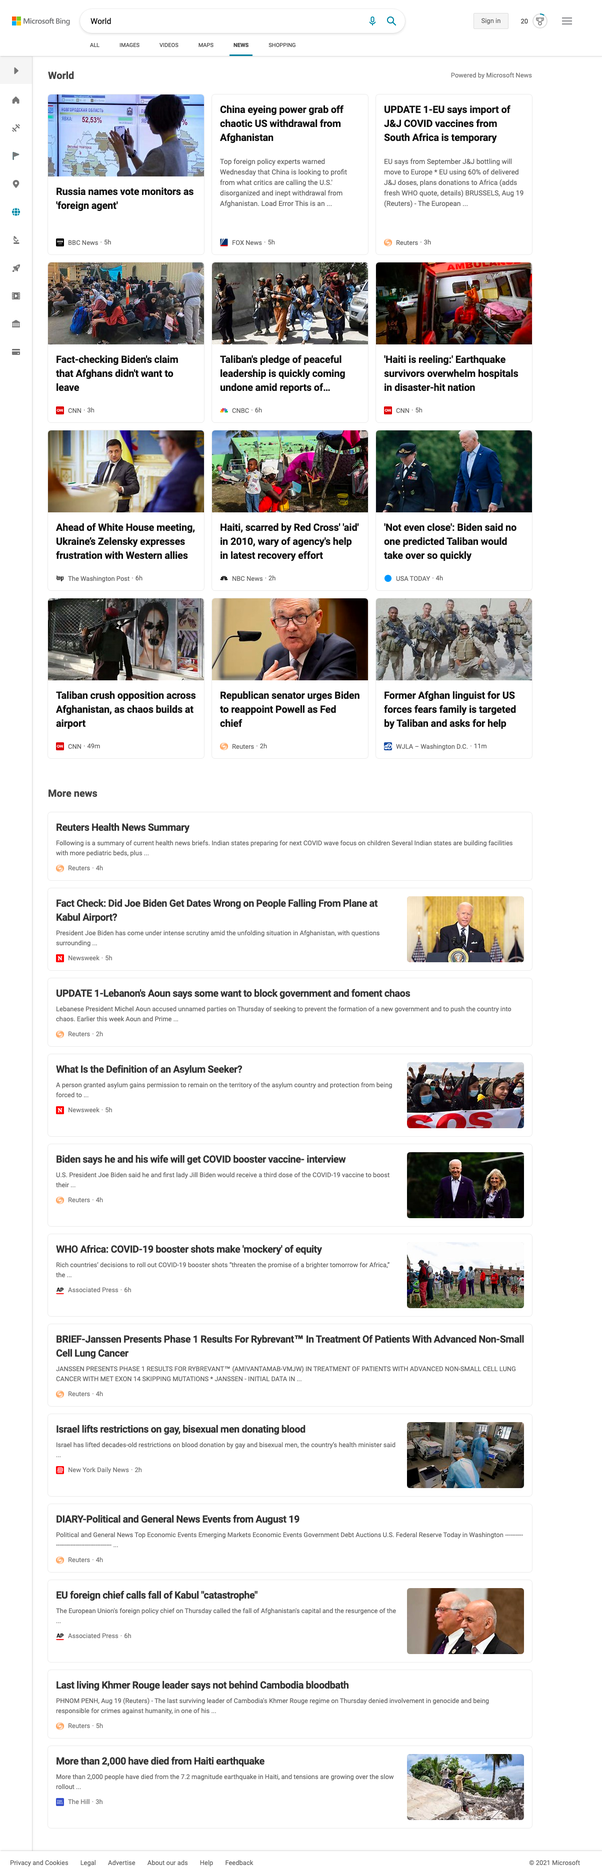 Microsoft Bing
World
Sign in
20
ALL IMAGES VIDEOS MAPS NEWS SHOPPING
World
Powered by Microsoft News
52,53%
Russia names vote monitors as
'foreign agent'
BBC News · 5h
China eyeing power grab off
chaotic US withdrawal from
Afghanistan
Top foreign policy experts warned
Wednesday that China is looking to profit
from what critics are calling the U.S.'
disorganized and inept withdrawal from
Afghanistan. Load Error This is an ...
FOX News · 5h
UPDATE 1-EU says import of
J&J COVID vaccines from
South Africa is temporary
EU says from September J&J bottling will
move to Europe * EU using 60% of delivered
J&J doses, plans donations to Africa (adds
fresh WHO quote, details) BRUSSELS, Aug 19
(Reuters) - The European ...
Reuters · 3h
Fact-checking Biden's claim
that Afghans didn't want to
leave
CNN · 3h
Taliban's pledge of peaceful
leadership is quickly coming
undone amid reports of...
CNBC · 6h
AMBULANC
'Haiti is reeling:' Earthquake
survivors overwhelm hospitals
in disaster-hit nation
CNN · 5h
Ahead of White House meeting,
Ukraine's Zelensky expresses
frustration with Western allies
The Washington Post · 6h
Haiti, scarred by Red Cross' 'aid'
in 2010, wary of agency's help
in latest recovery effort
NBC News · 2h
'Not even close': Biden said no
one predicted Taliban would
take over so quickly
USA TODAY · 4h
Taliban crush opposition across
Afghanistan, as chaos builds at
airport
CNN · 49m
Republican senator urges Biden
to reappoint Powell as Fed
chief
Reuters · 2h
Former Afghan linguist for US
forces fears family is targeted
by Taliban and asks for help
WJLA – Washington D.C. · 11m
More news
Reuters Health News Summary
Following is a summary of current health news briefs. Indian states preparing for next COVID wave focus on children Several Indian states are building facilities
with more pediatric beds, plus ...
Reuters · 4h
Fact Check: Did Joe Biden Get Dates Wrong on People Falling From Plane at
Kabul Airport?
President Joe Biden has come under intense scrutiny amid the unfolding situation in Afghanistan, with questions
surrounding ...
Newsweek · 5h
UPDATE 1-Lebanon's Aoun says some want to block government and foment chaos
Lebanese President Michel Aoun accused unnamed parties on Thursday of seeking to prevent the formation of a new government and to push the country into
chaos. Earlier this week Aoun and Prime ...
Reuters · 2h
What Is the Definition of an Asylum Seeker?
A person granted asylum gains permission to remain on the territory of the asylum country and protection from being
forced to ...
Newsweek · 5h
SOS
Biden says he and his wife will get COVID booster vaccine- interview
U.S. President Joe Biden said he and first lady Jill Biden would receive a third dose of the COVID-19 vaccine to boost
their ...
Reuters · 4h
WHO Africa: COVID-19 booster shots make 'mockery' of equity
Rich countries' decisions to roll out COVID-19 booster shots "threaten the promise of a brighter tomorrow for Africa,"
the ...
AP Associated Press · 6h
BRIEF-Janssen Presents Phase 1 Results For Rybrevant™ In Treatment Of Patients With Advanced Non-Small
Cell Lung Cancer
JANSSEN PRESENTS PHASE 1 RESULTS FOR RYBREVANT™ (AMIVANTAMAB-VMJW) IN TREATMENT OF PATIENTS WITH ADVANCED NON-SMALL CELL LUNG
CANCER WITH MET EXON 14 SKIPPING MUTATIONS * JANSSEN - INITIAL DATA IN ...
Reuters · 4h
Israel lifts restrictions on gay, bisexual men donating blood
Israel has lifted decades-old restrictions on blood donation by gay and bisexual men, the country's health minister said
...
New York Daily News · 2h
DIARY-Political and General News Events from August 19
Political and General News Top Economic Events Emerging Markets Economic Events Government Debt Auctions U.S. Federal Reserve Today in Washington --------
------------------------ ...
Reuters · 4h
EU foreign chief calls fall of Kabul "catastrophe"
The European Union's foreign policy chief on Thursday called the fall of Afghanistan's capital and the resurgence of the
...
AP Associated Press · 6h
Last living Khmer Rouge leader says not behind Cambodia bloodbath
PHNOM PENH, Aug 19 (Reuters) - The last surviving leader of Cambodia's Khmer Rouge regime on Thursday denied involvement in genocide and being
responsible for crimes against humanity, in one of his ...
Reuters · 5h
More than 2,000 have died from Haiti earthquake
More than 2,000 people have died from the 7.2 magnitude earthquake in Haiti, and tensions are growing over the slow
rollout ...
The Hill · 3h
Privacy and Cookies Legal Advertise About our ads Help Feedback © 2021 Microsoft